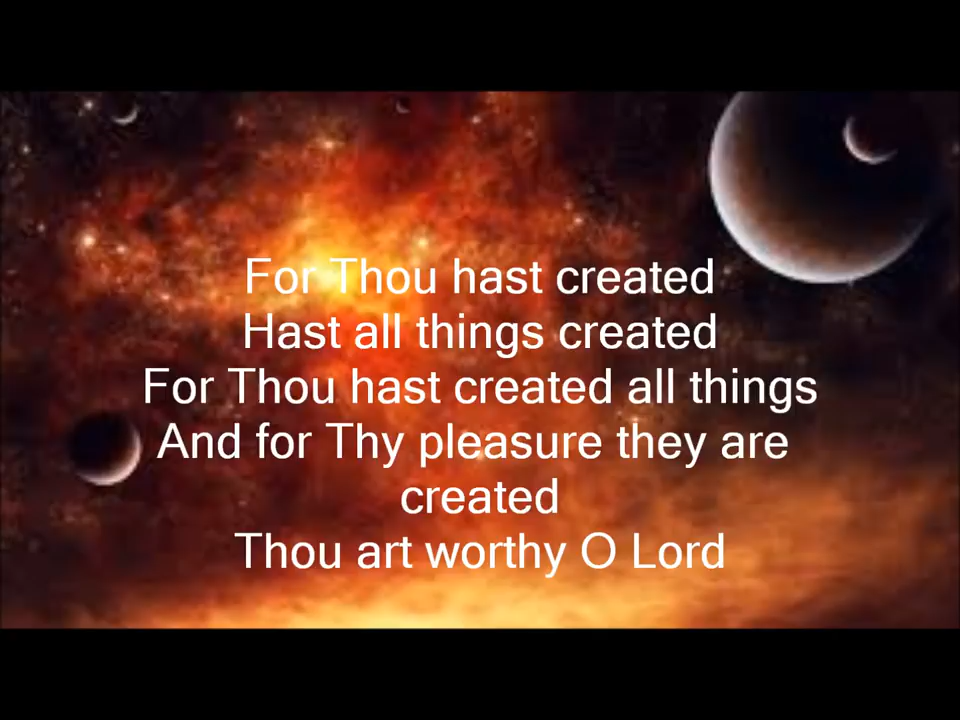 For Thou hast created
Hast all things created
For Thou hast created all things
And for Thy pleasure they are
created
Thou art worthy O Lord